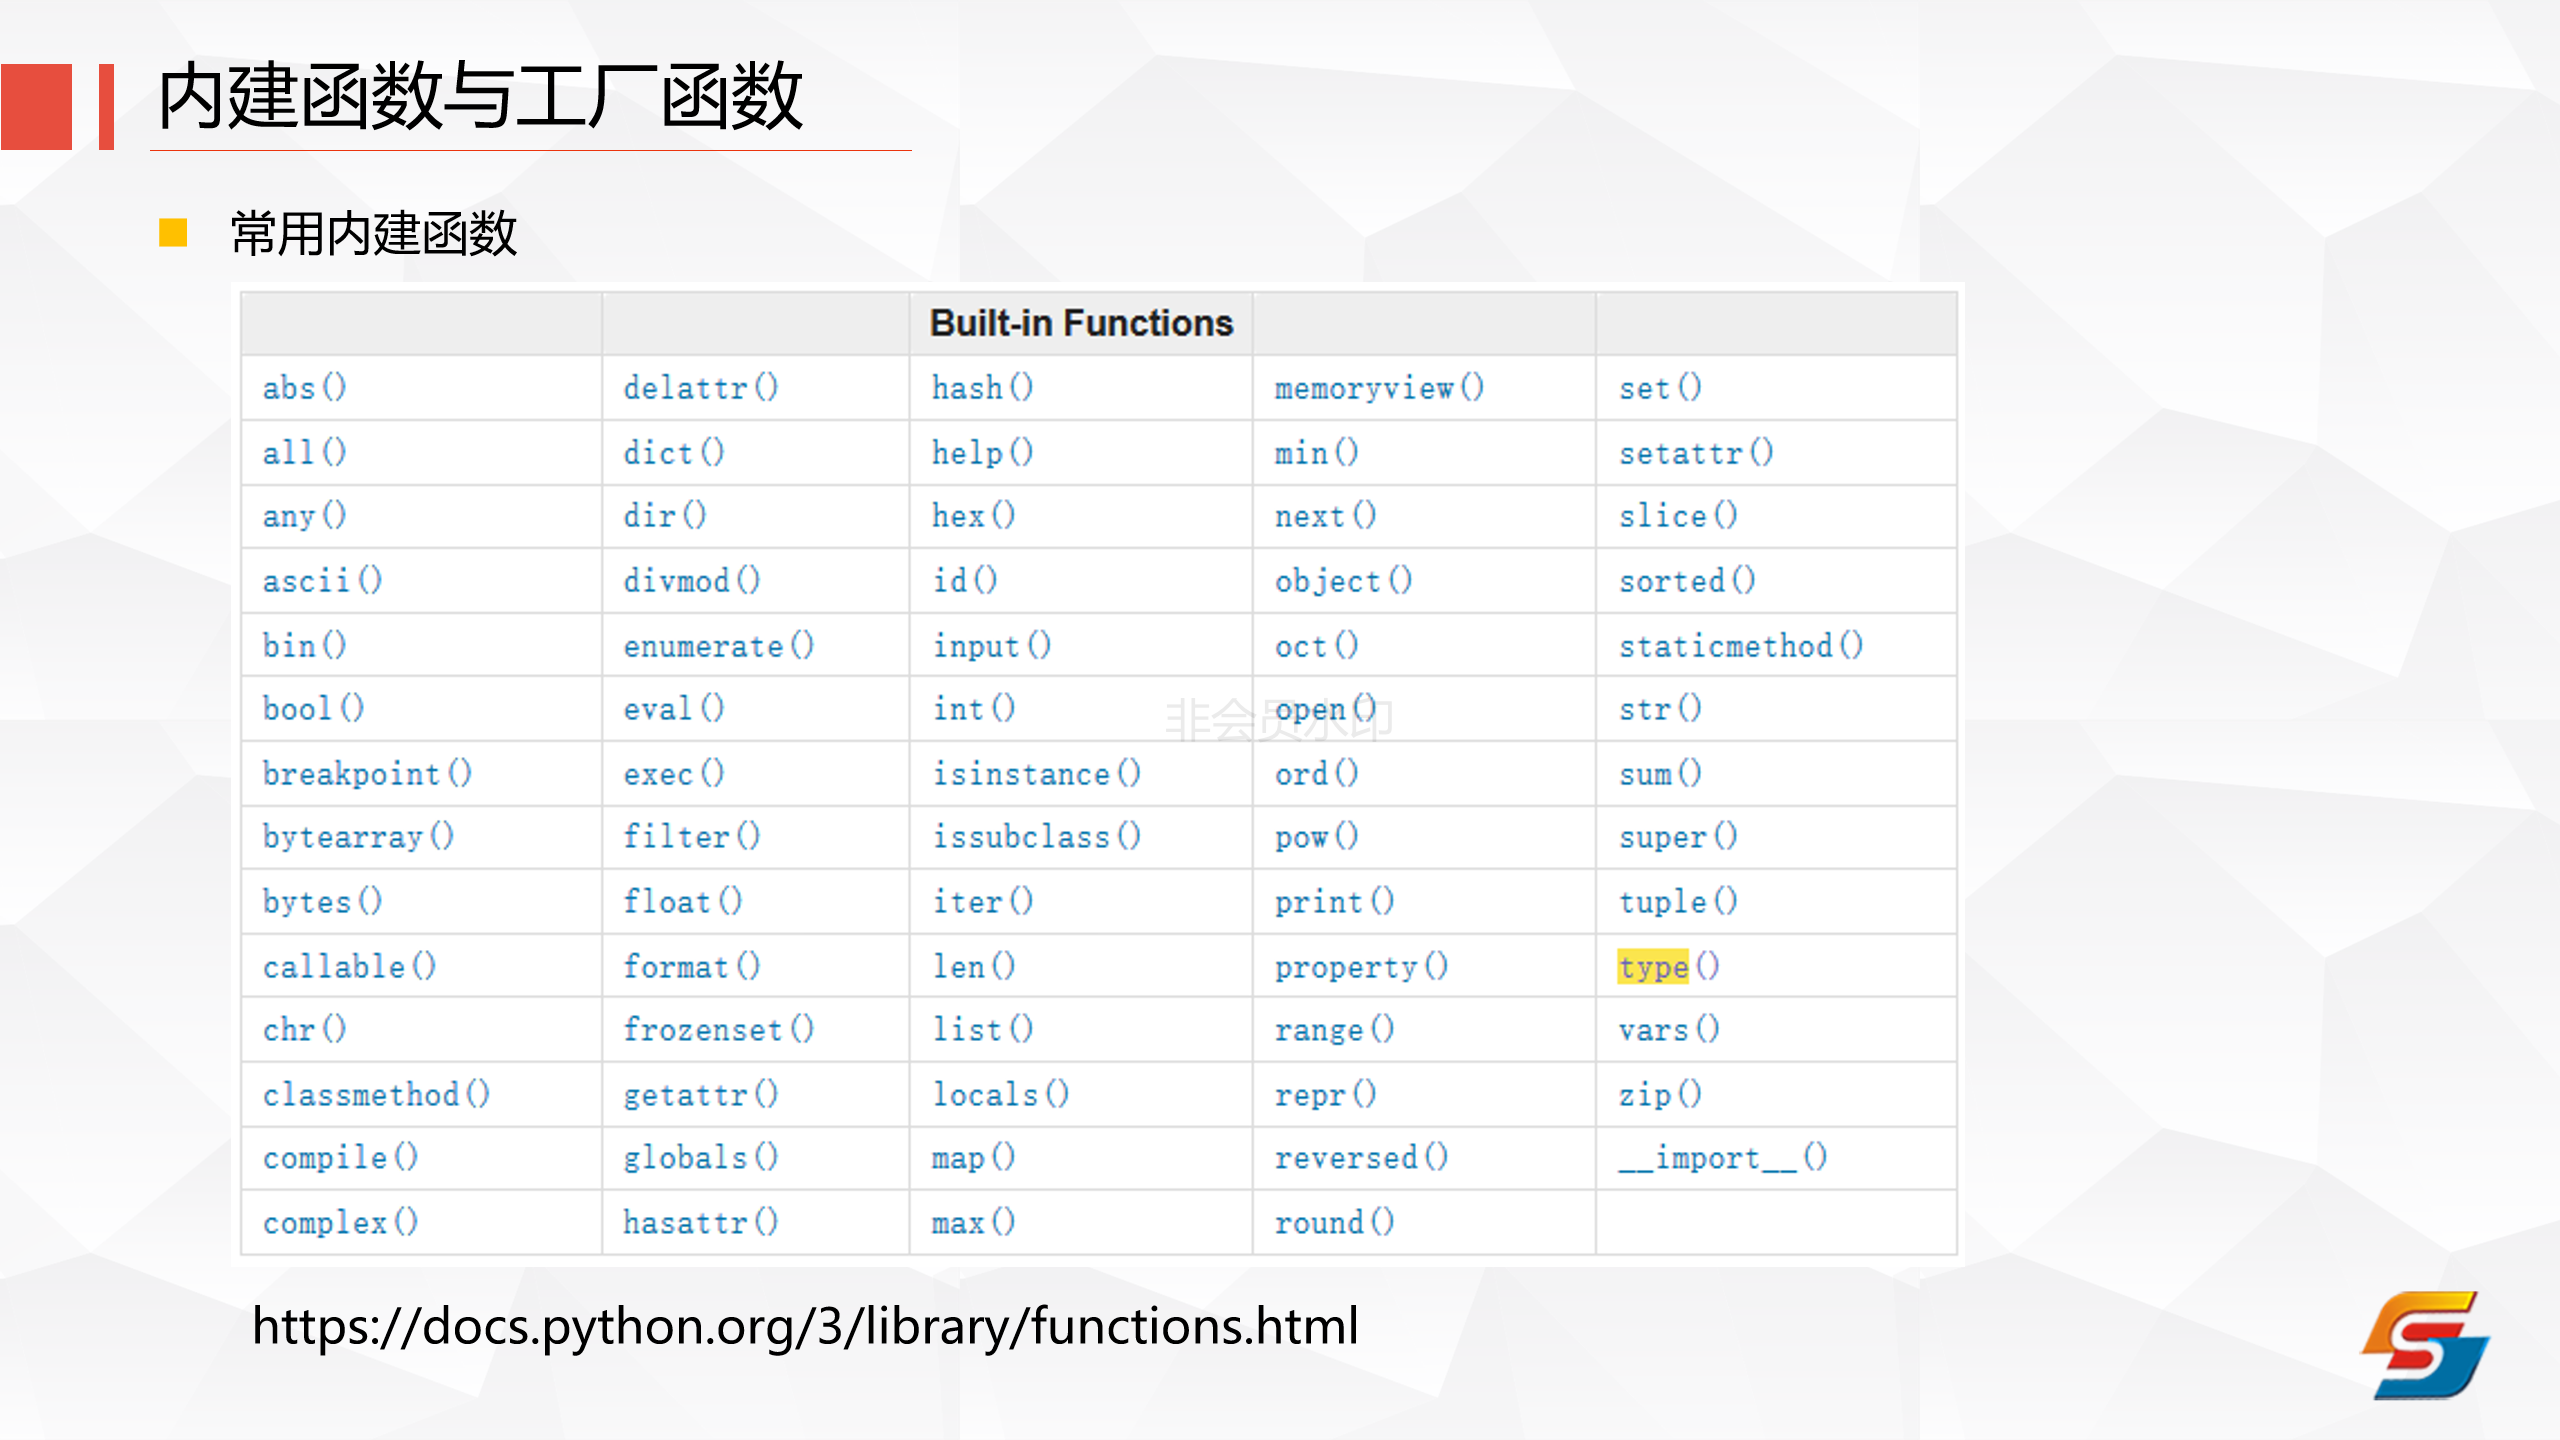 内建函数与工厂函数
常用内建函数
Built-in Functions
abs() delattr() hash() memoryview() set()
all() dict() help() min() setattr()
any() dir() hex() next() slice()
ascii() divmod() id() object() sorted()
bin() enumerate() input() oct() staticmethod()
bool() eval() int() open() str()
非会员水印
breakpoint() exec() isinstance() ord() sum()
bytearray() filter() issubclass() pow() super()
bytes() float() iter() print() tuple()
callable() format() len() property() type()
chr() frozenset() list() range() vars()
classmethod() getattr() locals() repr() zip()
compile() globals() map() reversed() __import__()
complex() hasattr() max() round()
https://docs.python.org/3/library/functions.html